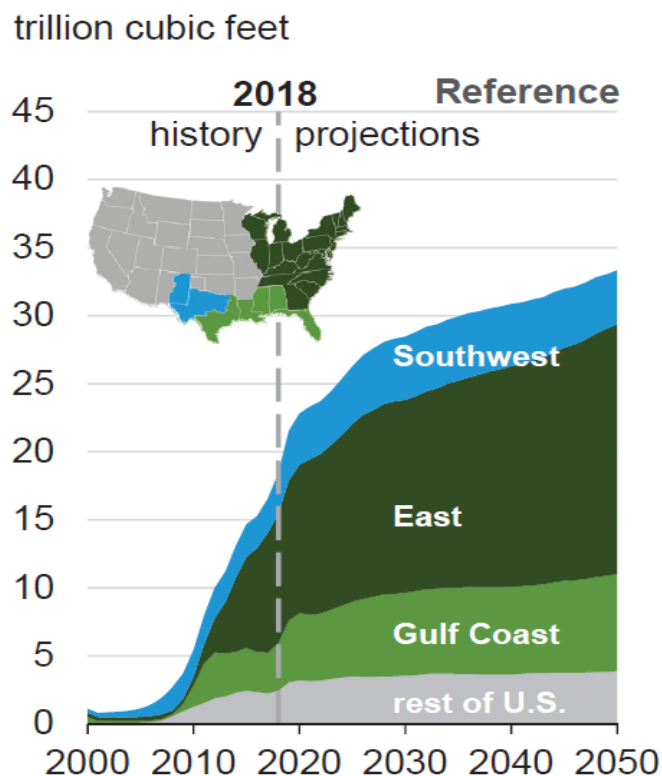 trillion cubic feet
2018
Reference
history
projections
45
40
35
30
25
20
15
10
5
0
Southwest
East
Gulf Coast
rest of U.S.
2000 2010 2020 2030 2040 2050